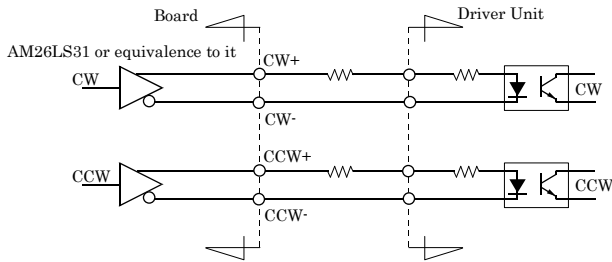 Board
Driver Unit
AM26LS31 or equivalence to it
CW
CW+
CW-
CW
CCW
CCW+
CCW-
CCW